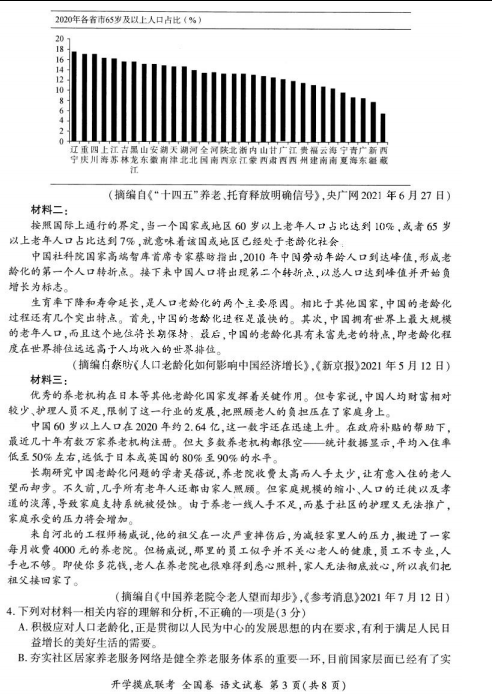 2020年各省市65岁及以上人口占比(%)
20
18
16
14
12
10
8
6
4
2
0
辽宁 重庆 四川 上海 江苏 吉林 黑龙江 山东 安徽 湖南 天津 湖北 河北 全国 河南 陕西 北京 浙江 内蒙 山西 甘肃 广西 江西 贵州 福建 云南 海南 宁夏 青海 广东 新疆 西藏
(摘编自《“十四五”养老、托育释放明确信号》,央广网2021年6月27日)
材料二:
按照国际上通行的界定,当一个国家或地区60岁以上老年人口占比达到10%,或者65岁
以上老年人口占比达到7%,就意味着该国或地区已经处于老龄化社会
中国社科院国家高端智库首席专家蔡昉指出,2010年中国劳动年龄人口到达峰值,形成老
龄化的第一个人口转折点。接下来中国人口将出现第二个转折点,以总人口达到峰值并开始负
增长为标志。
生育率下降和寿命延长,是人口老龄化的两个主要原因。相比于其他国家,中国的老龄化
过程还有几个突出特点。首先,中国的老龄化进程是最快的。其次,中国拥有世界上最大规模
的老年人口,而且这个地位将长期保持。最后,中国的老龄化具有未富先老的特点,即老龄化程
度在世界排位远远高于人均收入的世界排位。
(摘编自蔡昉《人口老龄化如何影响中国经济增长》,《新京报》2021年5月12日)
材料三:
优秀的养老机构在日本等其他老龄化国家发挥着关键作用。但专家说,中国人均财富相对
较少、护理人员不足,限制了这一行业的发展,把照顾老人的负担压在了家庭身上。
中国60岁以上人口在2020年约2.64亿,这一数字还在迅速上升。在政府补贴的帮助下,
最近几十年有数万家养老机构注册。但大多数养老机构都很空——统计数据显示,平均入住率
低至50%左右,远低于日本或英国的80%至90%的水平。
长期研究中国老龄化问题的学者吴蓓说,养老院收费太高而人手太少,让有意入住的老人
望而却步。不久前,几乎所有老年人还都由家人照顾。但家庭规模的缩小、人口的迁徙以及孝
道的淡薄,导致家庭支持系统被侵蚀。由于养老一线人手不足,而基于社区的护理又无法推广,
家庭承受的压力将会增加。
来自河北的工程师杨威说,他的祖父在一次严重摔伤后,为减轻家里人的压力,搬进了一家
每月收费4000元的养老院。但杨威说,那里的员工似乎并不关心老人的健康,员工不专业,人
手也不够。即使你多花钱,老人在养老院也很难得到悉心照料,家人无法彻底放心,所以我们把
祖父接回家了。
(摘编自《中国养老院令老人望而却步》,《参考消息》2021年7月12日)
4.下列对材料一相关内容的理解和分析,不正确的一项是(3分)
A.积极应对人口老龄化,正是贯彻以人民为中心的发展思想的内在要求,有利于满足人民日
益增长的美好生活的需要。
B.夯实社区居家养老服务网络是健全养老服务体系的重要一环,目前国家层面已经有了实
开学摸底联考 全国卷 语文试卷 第3页(共8页)